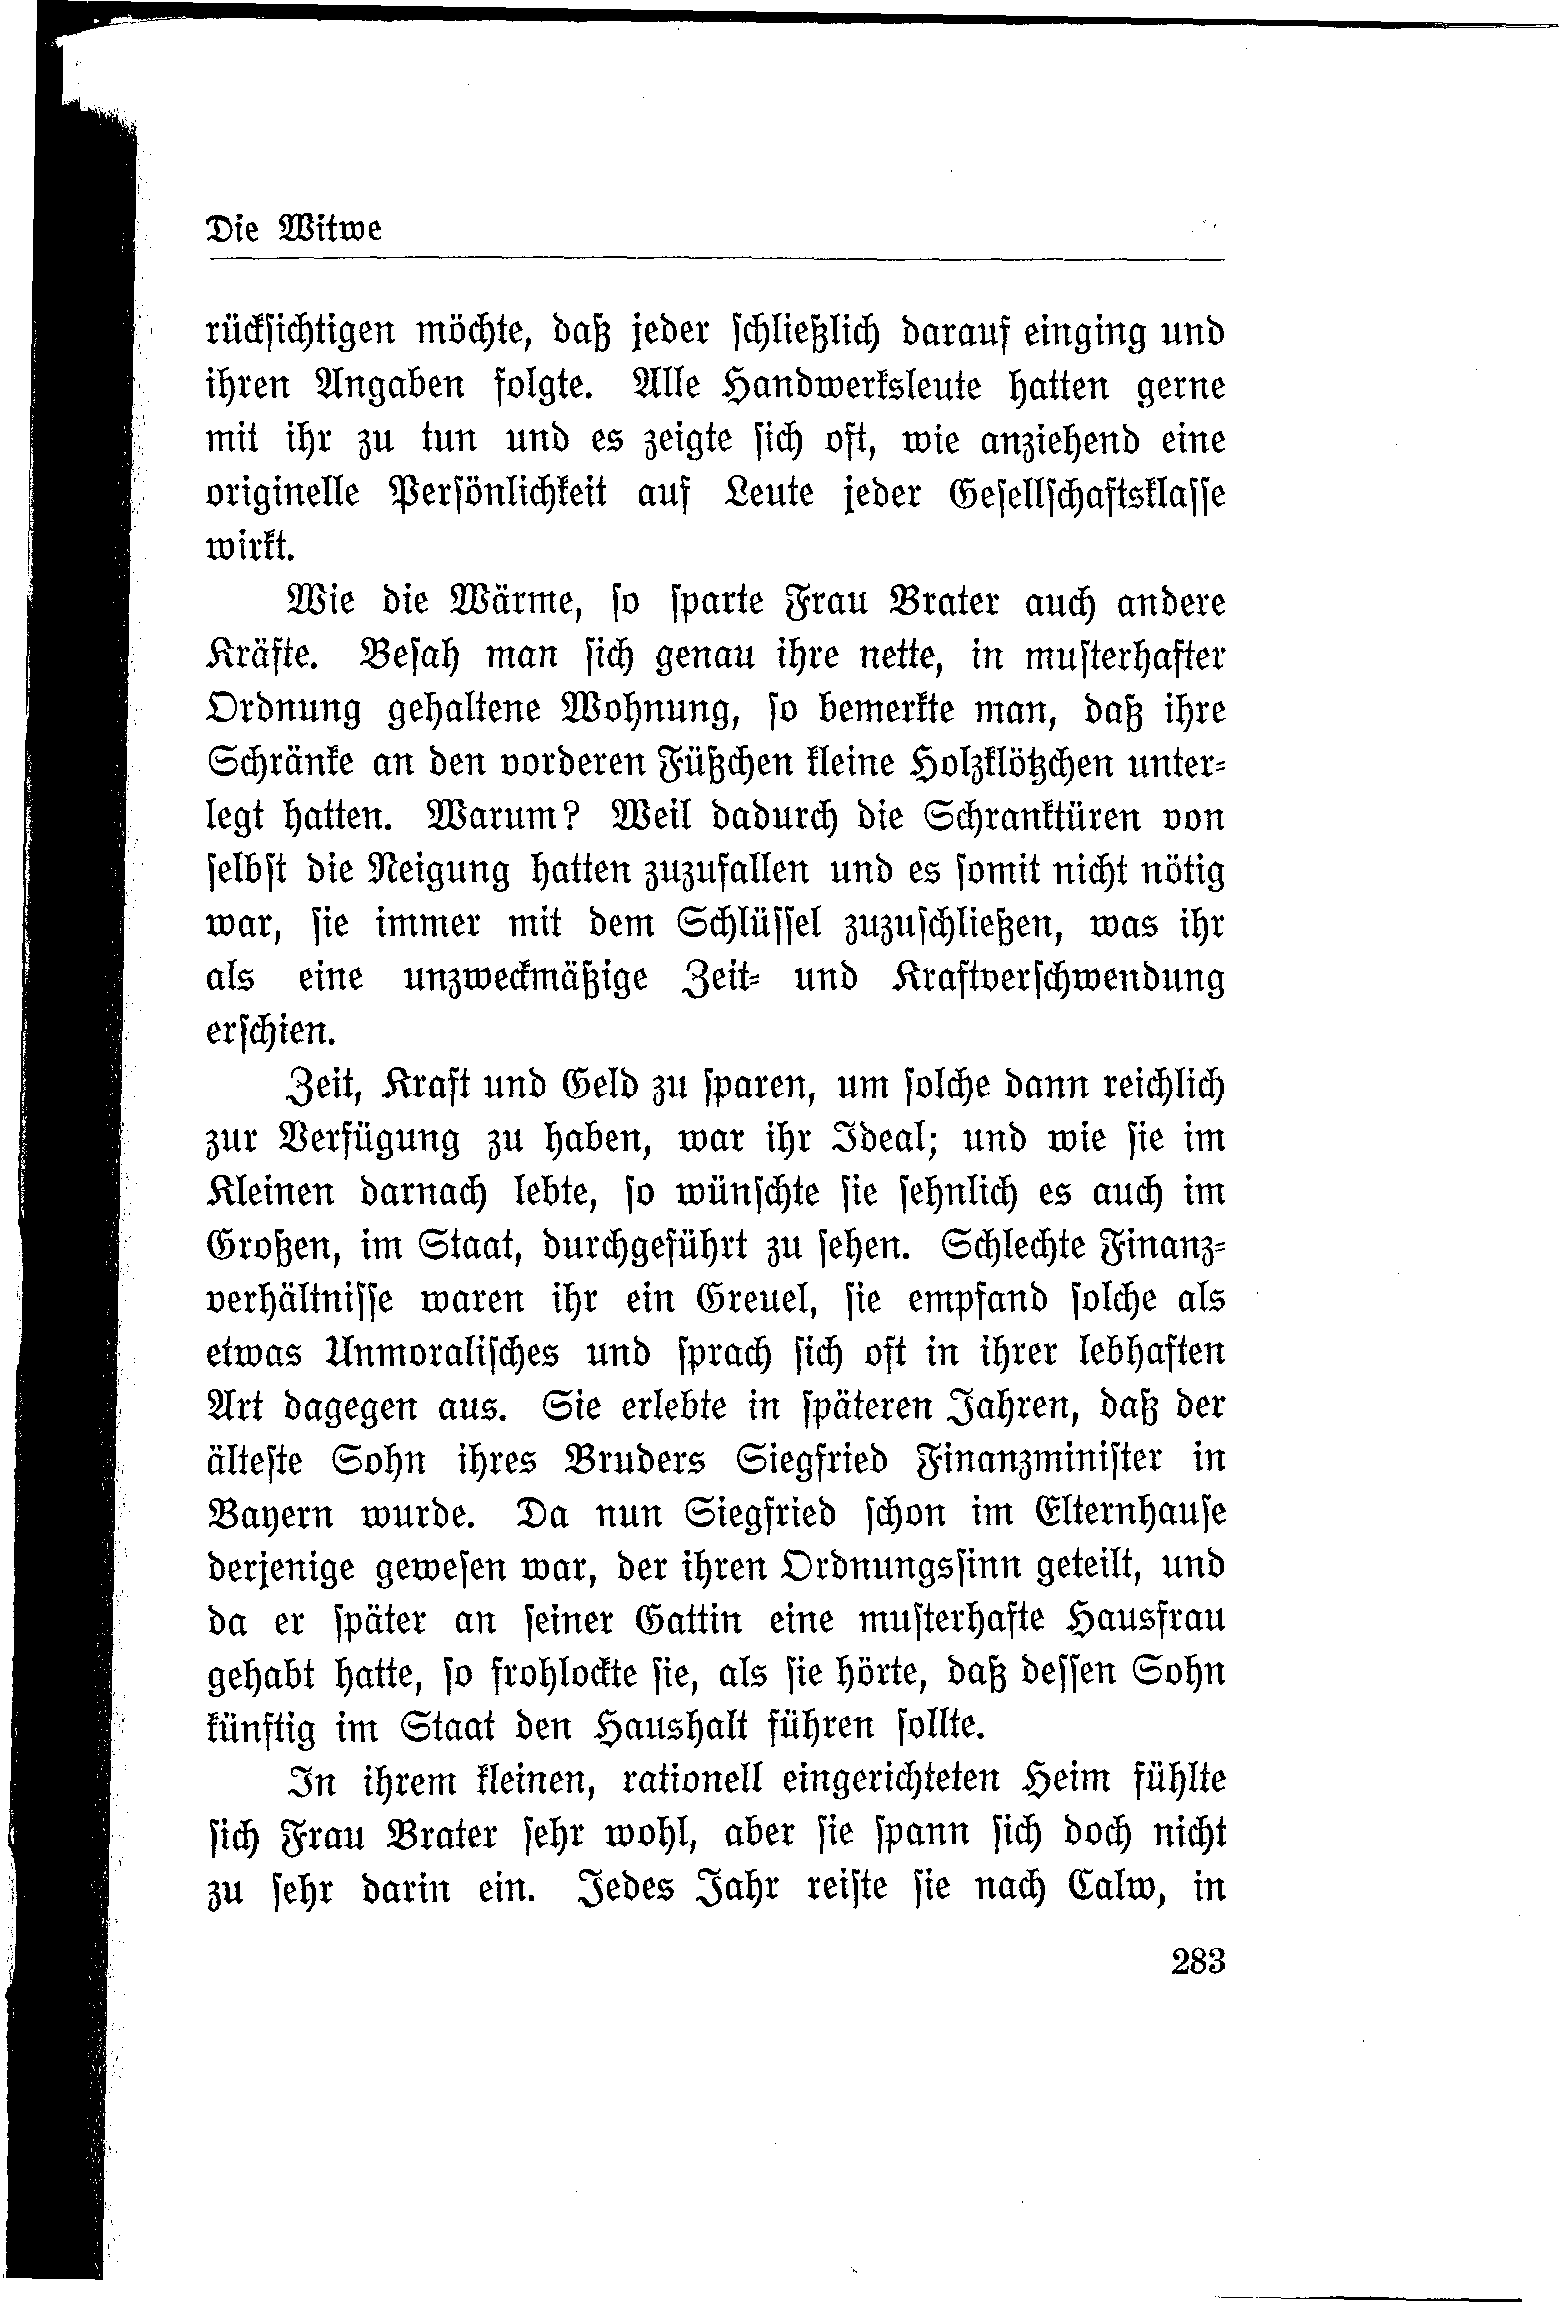 Die Witwe
rücksichtigen möchte, daß jeder schließlich darauf einging und
ihren Angaben folgte. Alle Handwerksleute hatten gerne
mit ihr zu tun und es zeigte sich oft, wie anziehend eine
originelle Persönlichkeit auf Leute jeder Gesellschaftsklasse
wirkt.
Wie die Wärme, so sparte Frau Brater auch andere
Kräfte. Besah man sich genau ihre nette, in musterhafter
Ordnung gehaltene Wohnung, so bemerkte man, daß ihre
Schränke an den vorderen Füßchen kleine Holzklötzchen unter-
legt hatten. Warum? Weil dadurch die Schranktüren von
selbst die Neigung hatten zuzufallen und es somit nicht nötig
war, sie immer mit dem Schlüssel zuzuschließen, was ihr
als eine unzweckmäßige Zeit- und Kraftverschwendung
erschien.
Zeit, Kraft und Geld zu sparen, um solche dann reichlich
zur Verfügung zu haben, war ihr Ideal; und wie sie im
Kleinen darnach lebte, so wünschte sie sehnlich es auch im
Großen, im Staat, durchgeführt zu sehen. Schlechte Finanz-
verhältnisse waren ihr ein Greuel, sie empfand solche als
etwas Unmoralisches und sprach sich oft in ihrer lebhaften
Art dagegen aus. Sie erlebte in späteren Jahren, daß der
älteste Sohn ihres Bruders Siegfried Finanzminister in
Bayern wurde. Da nun Siegfried schon im Elternhause
derjenige gewesen war, der ihren Ordnungssinn geteilt, und
da er später an seiner Gattin eine musterhafte Hausfrau
gehabt hatte, so frohlockte sie, als sie hörte, daß dessen Sohn
künftig im Staat den Haushalt führen sollte.
In ihrem kleinen, rationell eingerichteten Heim fühlte
sich Frau Brater sehr wohl, aber sie spann sich doch nicht
zu sehr darin ein. Jedes Jahr reiste sie nach Calw, in
283